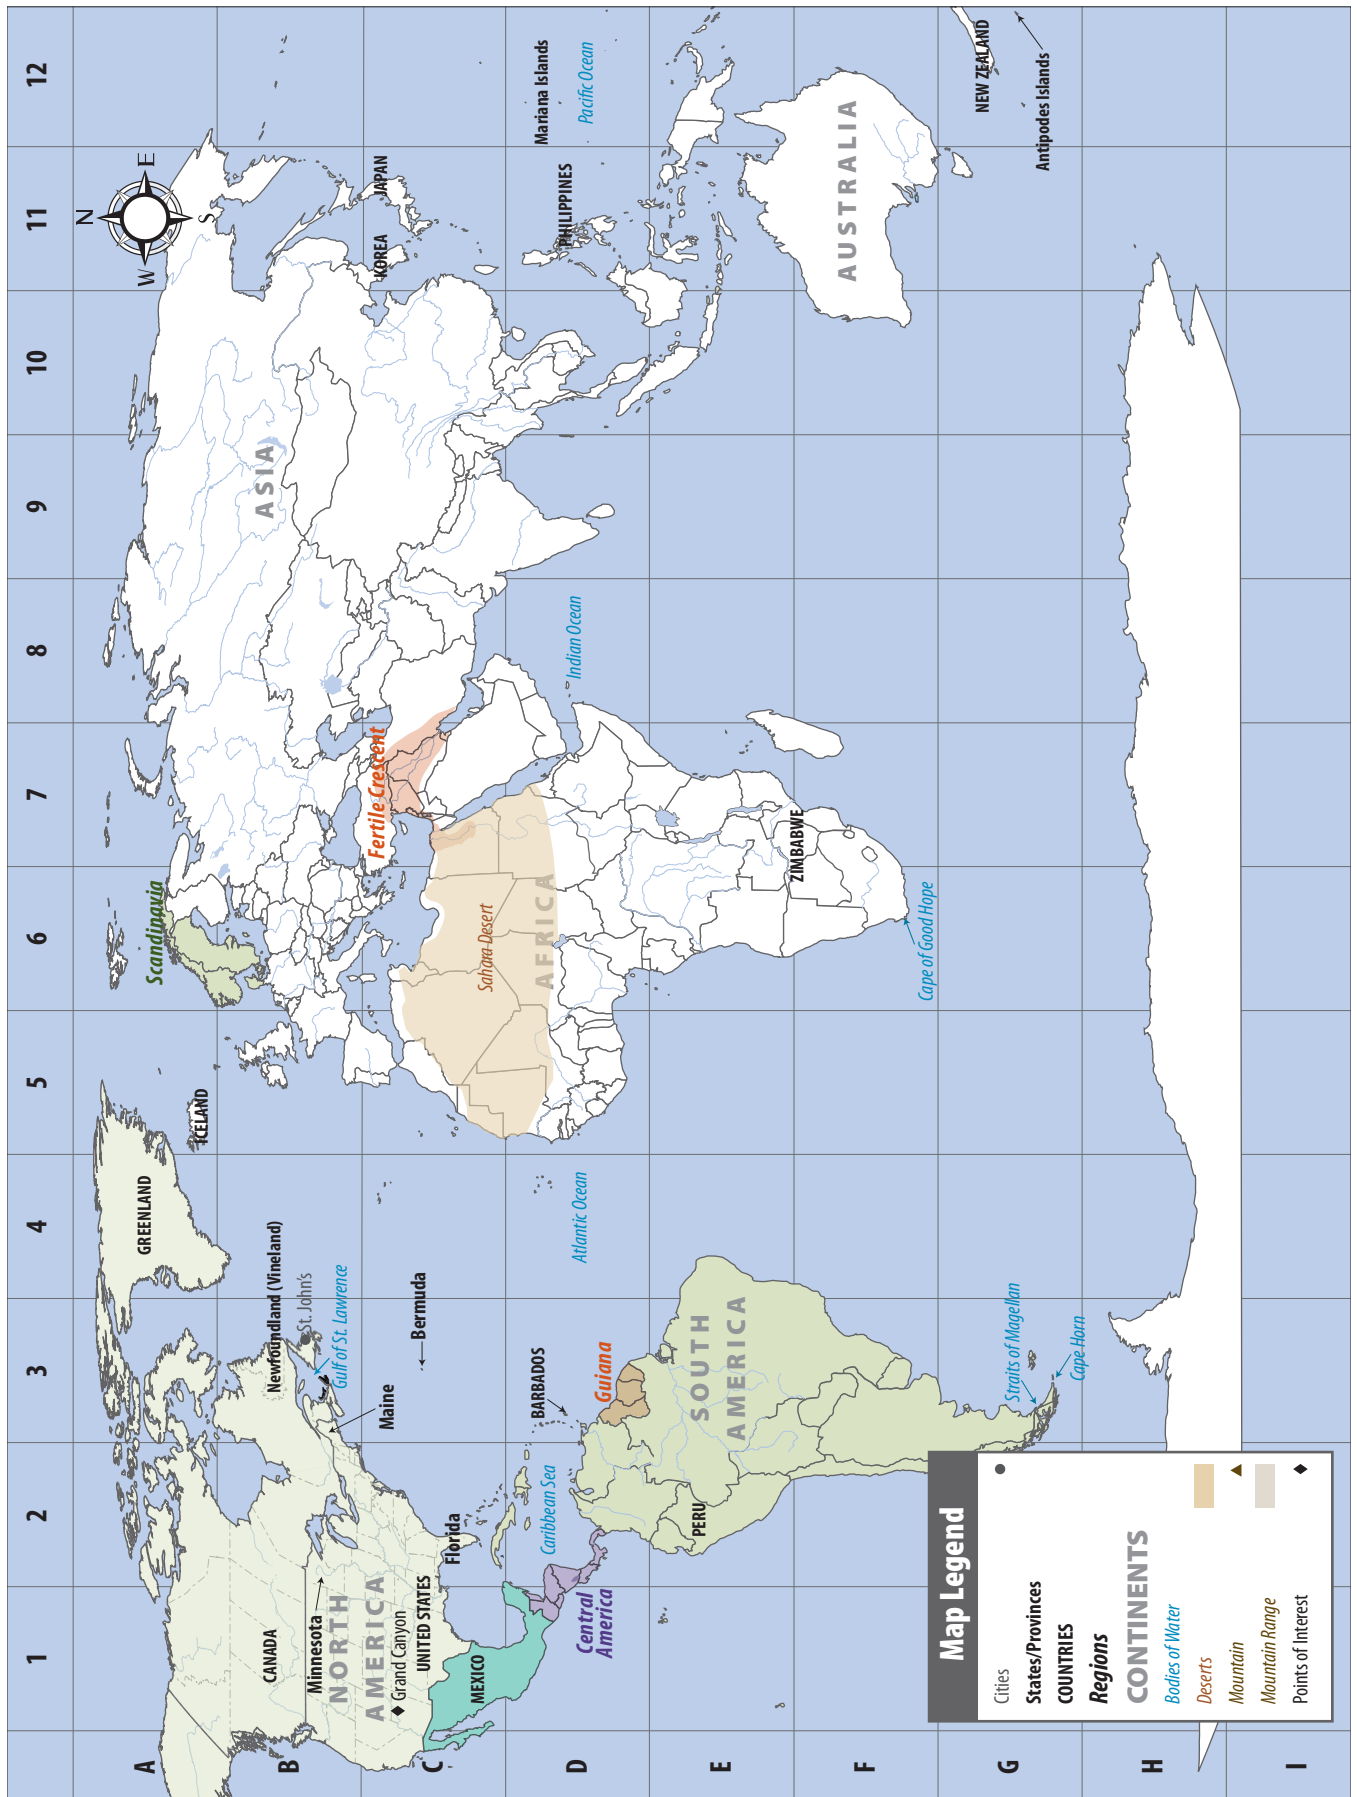 1
2
3
4
5
6
7
8
9
10
11
12
A
B
C
D
E
F
G
H
I
N
E
S
W
GREENLAND
ICELAND
Scandinavia
ASIA
CANADA
Newfoundland (Vineland)
St. John's
Gulf of St. Lawrence
Minnesota
NORTH
AMERICA
Maine
Grand Canyon
UNITED STATES
Bermuda
Florida
MEXICO
Fertile Crescent
KOREA
JAPAN
Sahara Desert
AFRICA
Mariana Islands
Pacific Ocean
PHILIPPINES
BARBADOS
Caribbean Sea
Central
America
Atlantic Ocean
Indian Ocean
Guiana
SOUTH
AMERICA
PERU
ZIMBABWE
AUSTRALIA
Cape of Good Hope
NEW ZEALAND
Antipodes Islands
Straits of Magellan
Cape Horn
Map Legend
Cities
States/Provinces
COUNTRIES
Regions
CONTINENTS
Bodies of Water
Deserts
Mountain
Mountain Range
Points of Interest